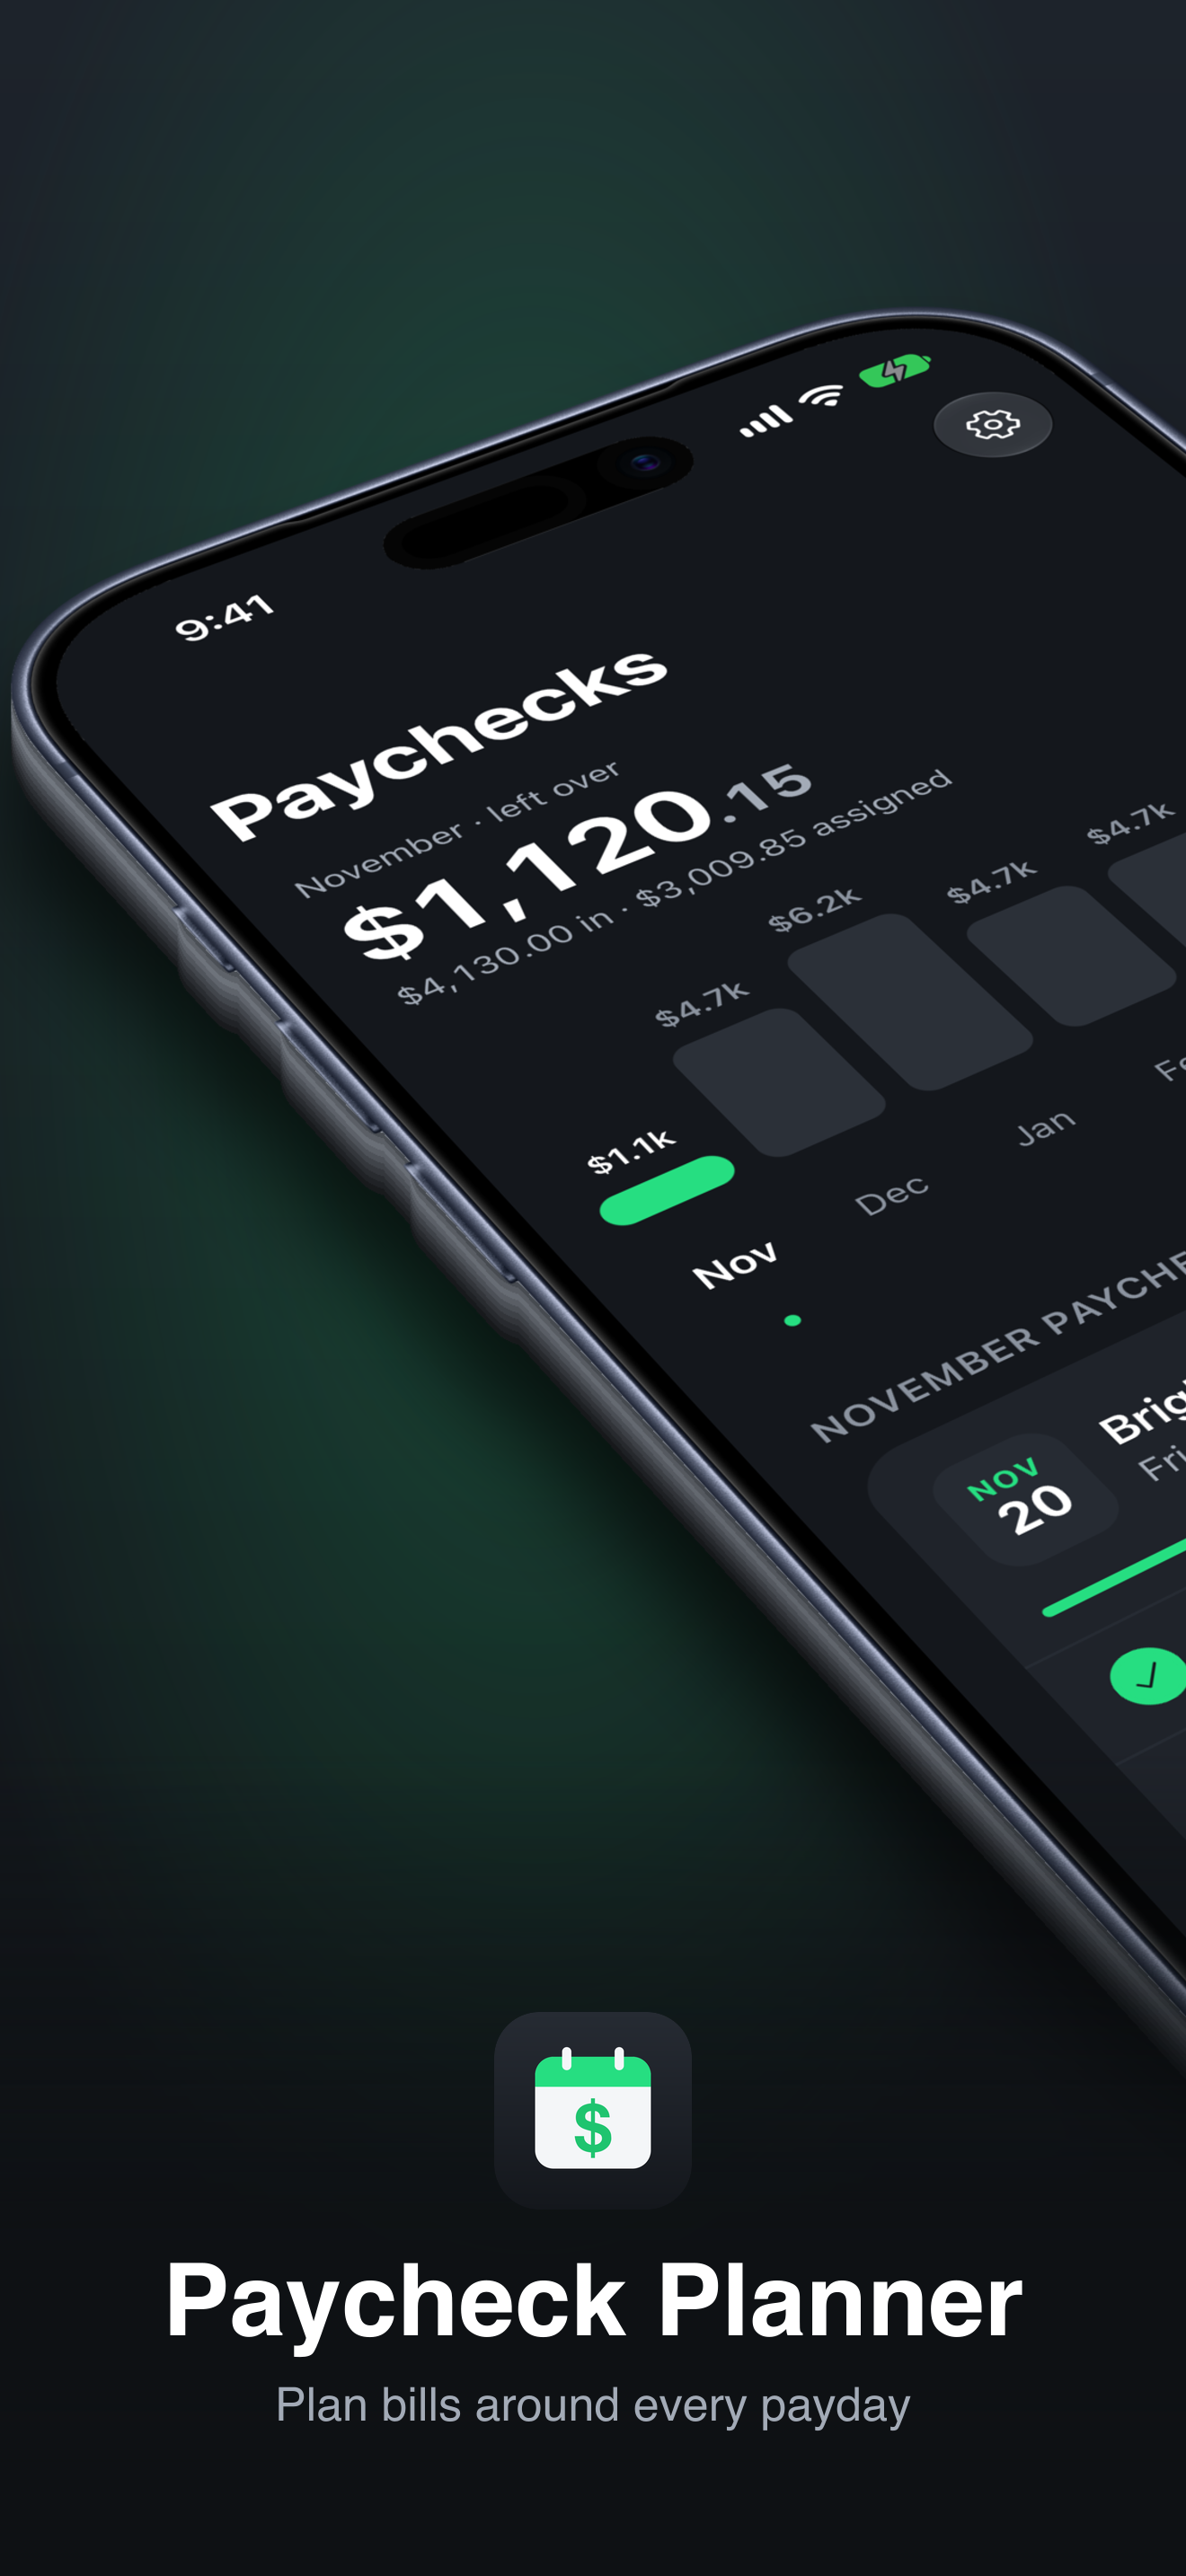 9:41
Paychecks
November · left over
$1,120.15
$4,130.00 in · $3,009.85 assigned
$1.1k
$4.7k
$6.2k
$4.7k
$4.7k
Nov
Dec
Jan
NOVEMBER
NOV
20
$
Paycheck Planner
Plan bills around every payday